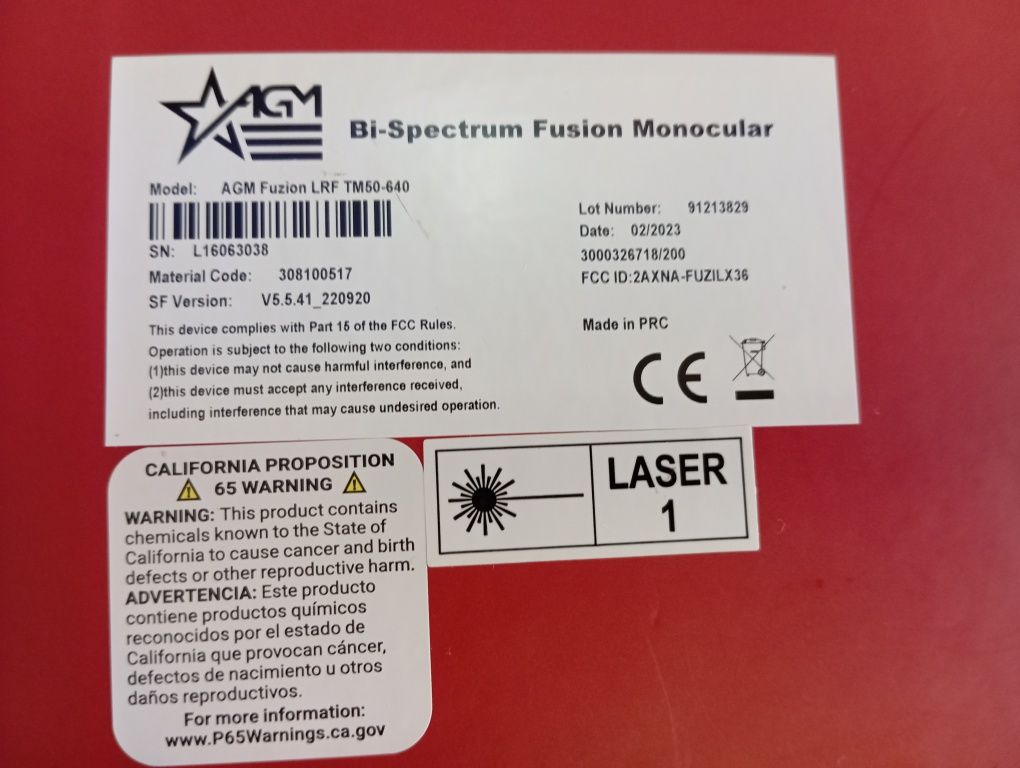 AGM
Bi-Spectrum Fusion Monocular
Model: AGM Fuzion LRF TM50-640
SN: L16063038
Material Code: 308100517
SF Version: V5.5.41_220920
This device complies with Part 15 of the FCC Rules.
Operation is subject to the following two conditions:
(1)this device may not cause harmful interference, and
(2)this device must accept any interference received,
including interference that may cause undesired operation.
Lot Number: 91213829
Date: 02/2023
3000326718/200
FCC ID:2AXNA-FUZILX36
Made in PRC
CE
CALIFORNIA PROPOSITION
65 WARNING
WARNING: This product contains
chemicals known to the State of
California to cause cancer and birth
defects or other reproductive harm.
ADVERTENCIA: Este producto
contiene productos químicos
reconocidos por el estado de
California que provocan cáncer,
defectos de nacimiento u otros
daños reproductivos.
For more information:
www.P65Warnings.ca.gov
LASER
1